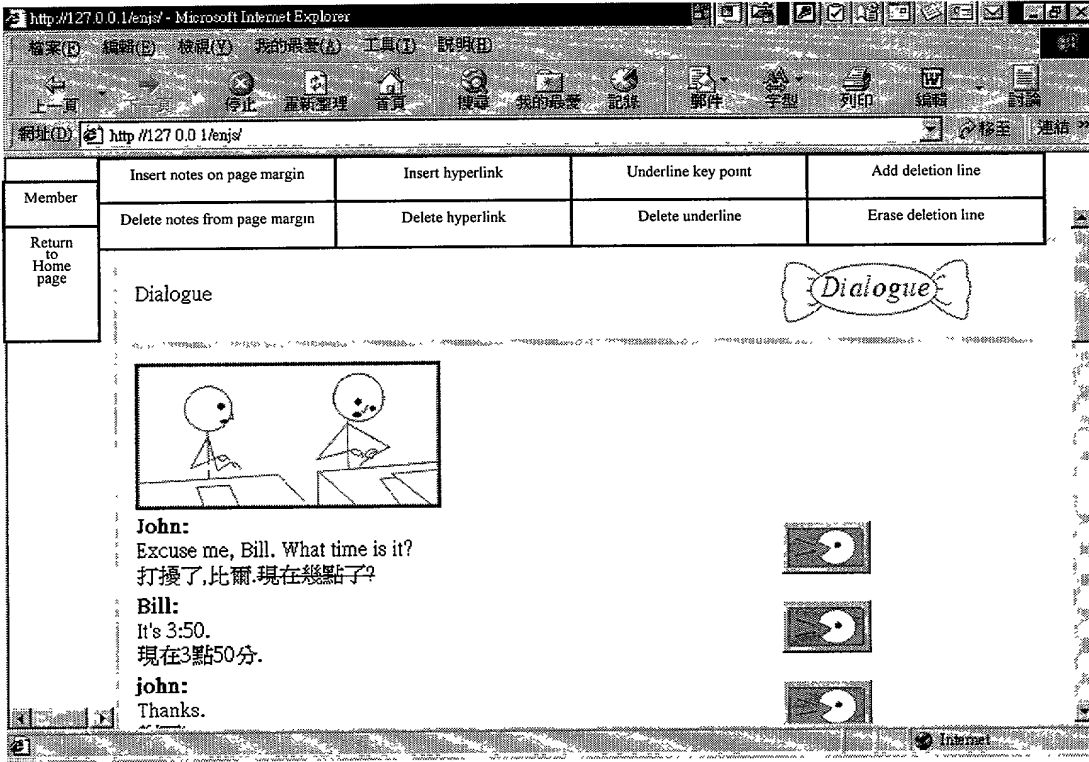 http://127.0.0.1/enjs/ - Microsoft Internet Explorer
檔案(F) 編輯(E) 檢視(V) 我的最愛(A) 工具(I) 說明(H)
上一頁 下一頁 停止 重新整理 首頁 搜尋 我的最愛 記錄 郵件 字型 列印 編輯 討論
網址(D) http //127 0.0 1/enjs/ 移至 連結 »
Insert notes on page margin Insert hyperlink Underline key point Add deletion line
Member
Delete notes from page margin Delete hyperlink Delete underline Erase deletion line
Return
to
Home
page
Dialogue Dialogue
John:
Excuse me, Bill. What time is it?
打擾了,比爾.現在幾點了?
Bill:
It's 3:50.
現在3點50分.
john:
Thanks.
Internet